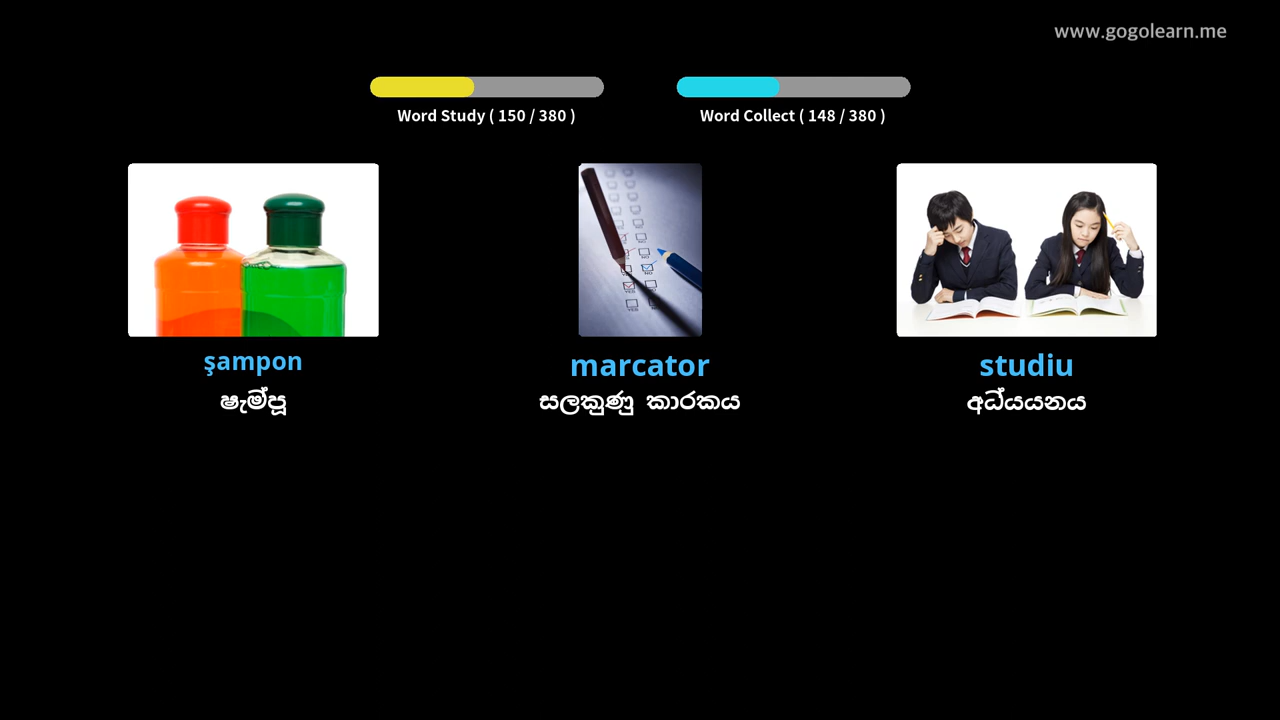 www.gogolearn.me
Word Study ( 150 / 380 )
Word Collect ( 148 / 380 )
şampon
ෂැම්පූ
marcator
සලකුණු කාරකය
studiu
අධ්යයනය